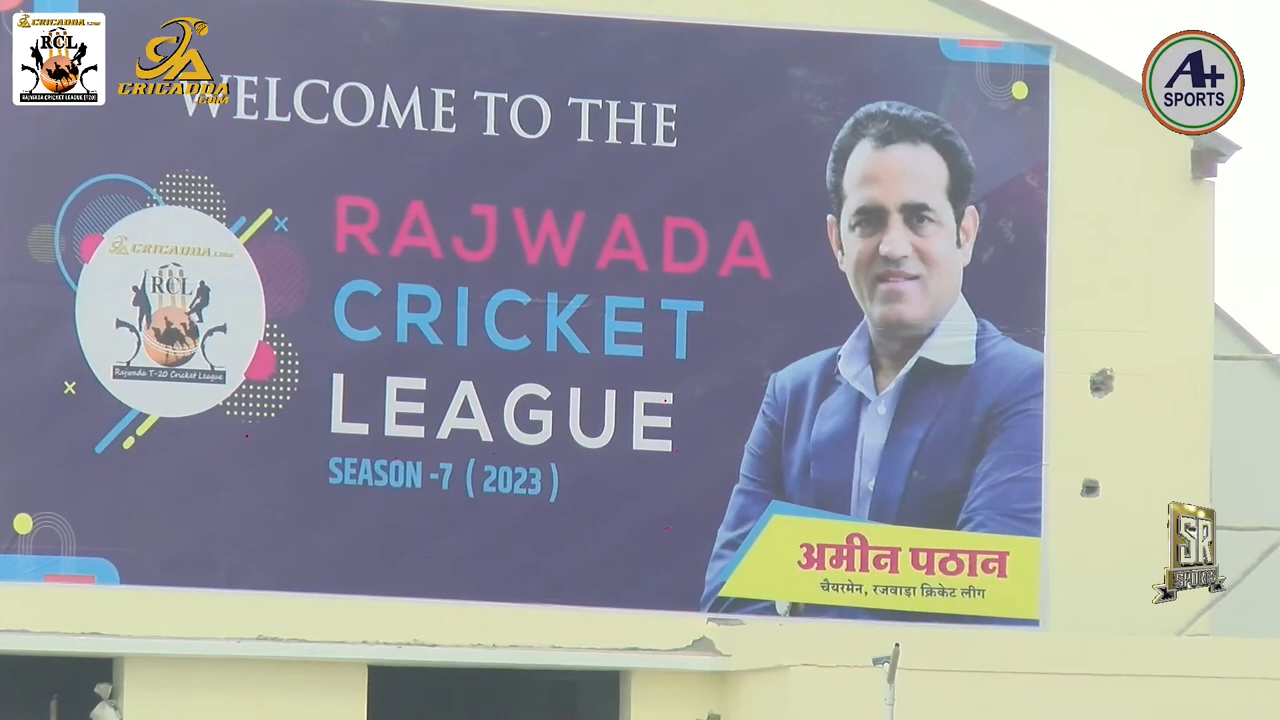 CRICADDA.COM
RCL
RAJWADA CRICKET LEAGUE (T20)
CRICADDA
.COM
A+
SPORTS
WELCOME TO THE
CRICADDA.COM
RCL
Rajwada T-20 Cricket League
RAJWADA
CRICKET
LEAGUE
SEASON -7 ( 2023 )
अमीन पठान
चैयरमेन, रजवाड़ा क्रिकेट लीग
SR
SPORTS